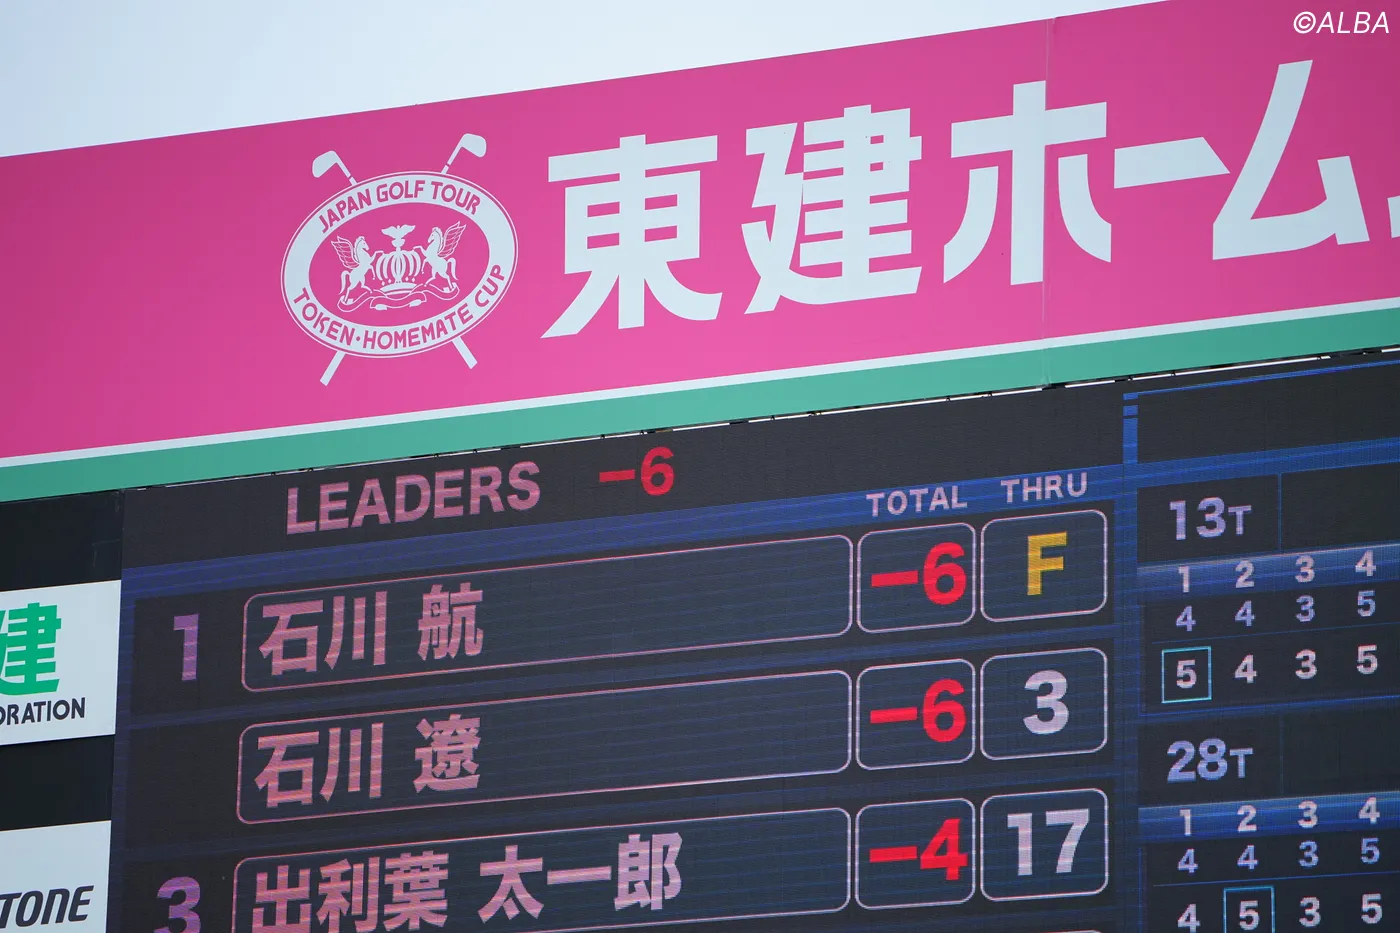 ©ALBA
JAPAN GOLF TOUR
TOKEN・HOMEMATE CUP
東建ホーム
LEADERS -6
TOTAL THRU
1 石川 航 -6 F
石川 遼 -6 3
3 出利葉 太一郎 -4 17
13T
1 2 3 4
4 4 3 5
5 4 3 5
28T
1 2 3 4
4 4 3 5
4 5 3 5
建
ORATION
TONE